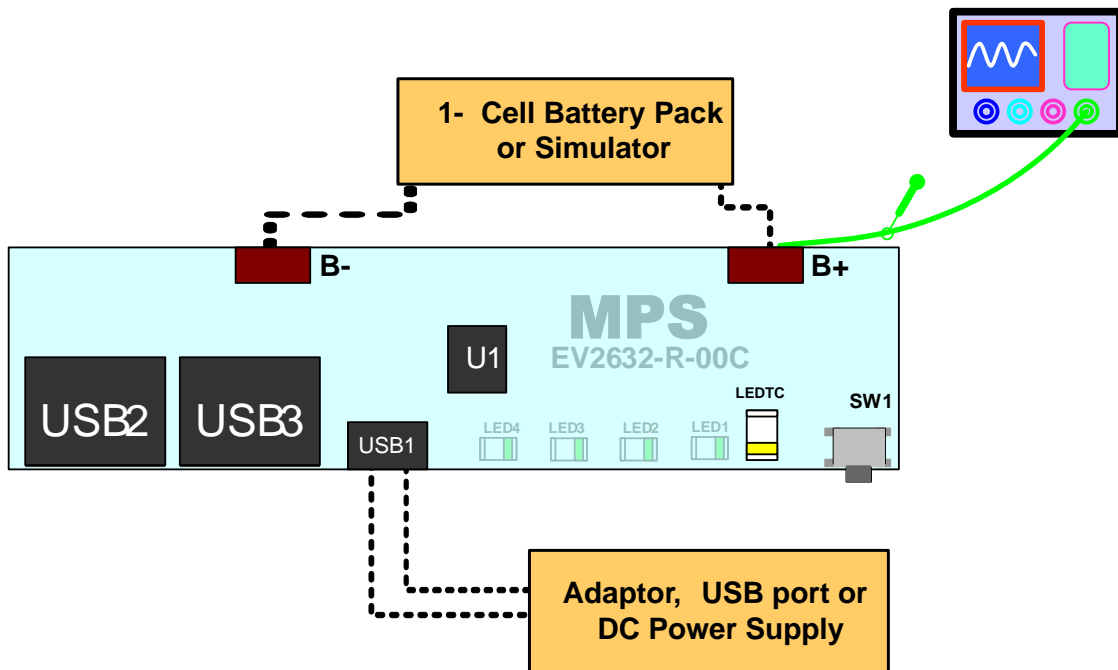 1- Cell Battery Pack
or Simulator
B-
B+
MPS
EV2632-R-00C
U1
USB2
USB3
USB1
LED4
LED3
LED2
LED1
LEDTC
SW1
Adaptor, USB port or
DC Power Supply